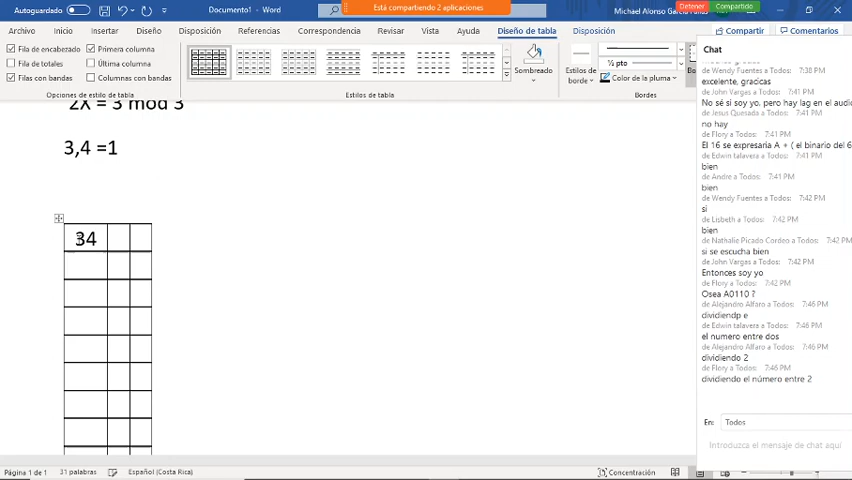 Está compartiendo 2 aplicaciones
Detener
Compartido
Autoguardado
Documento1 - Word
Archivo
Inicio
Insertar
Diseño
Disposición
Referencias
Correspondencia
Revisar
Vista
Ayuda
Diseño de tabla
Disposición
Compartir
Comentarios
Fila de encabezado
Primera columna
Fila de totales
Última columna
Filas con bandas
Columnas con bandas
Opciones de estilo de tabla
Estilos de tabla
Sombreado
Estilos de
borde
½ pto
Color de la pluma
Bordes
2X = 3 mod 3
3,4 =1
34
Chat
de Wendy Fuentes a Todos: 7:38 PM
excelente, gracias
de John Vargas a Todos: 7:41 PM
No sé si soy yo, pero hay lag en el audio
de Jesus Quesada a Todos: 7:41 PM
no hay
de Flory a Todos: 7:41 PM
El 16 se expresaria A + ( el binario del 6
de Edwin talavera a Todos: 7:41 PM
bien
de Andre a Todos: 7:41 PM
bien
de Wendy Fuentes a Todos: 7:42 PM
si
de Lisbeth a Todos: 7:42 PM
bien
de Nathalie Picado Cordeo a Todos: 7:42 PM
si se escucha bien
de John Vargas a Todos: 7:42 PM
Entonces soy yo
de Flory a Todos: 7:42 PM
Osea A0110 ?
de Alejandro Alfaro a Todos: 7:46 PM
dividiendp e
de Edwin talavera a Todos: 7:46 PM
el numero entre dos
de Alejandro Alfaro a Todos: 7:46 PM
dividiendo 2
de Flory a Todos: 7:46 PM
dividiendo el número entre 2
En:
Todos
Introduzca el mensaje de chat aquí
Página 1 de 1
31 palabras
Español (Costa Rica)
Concentración